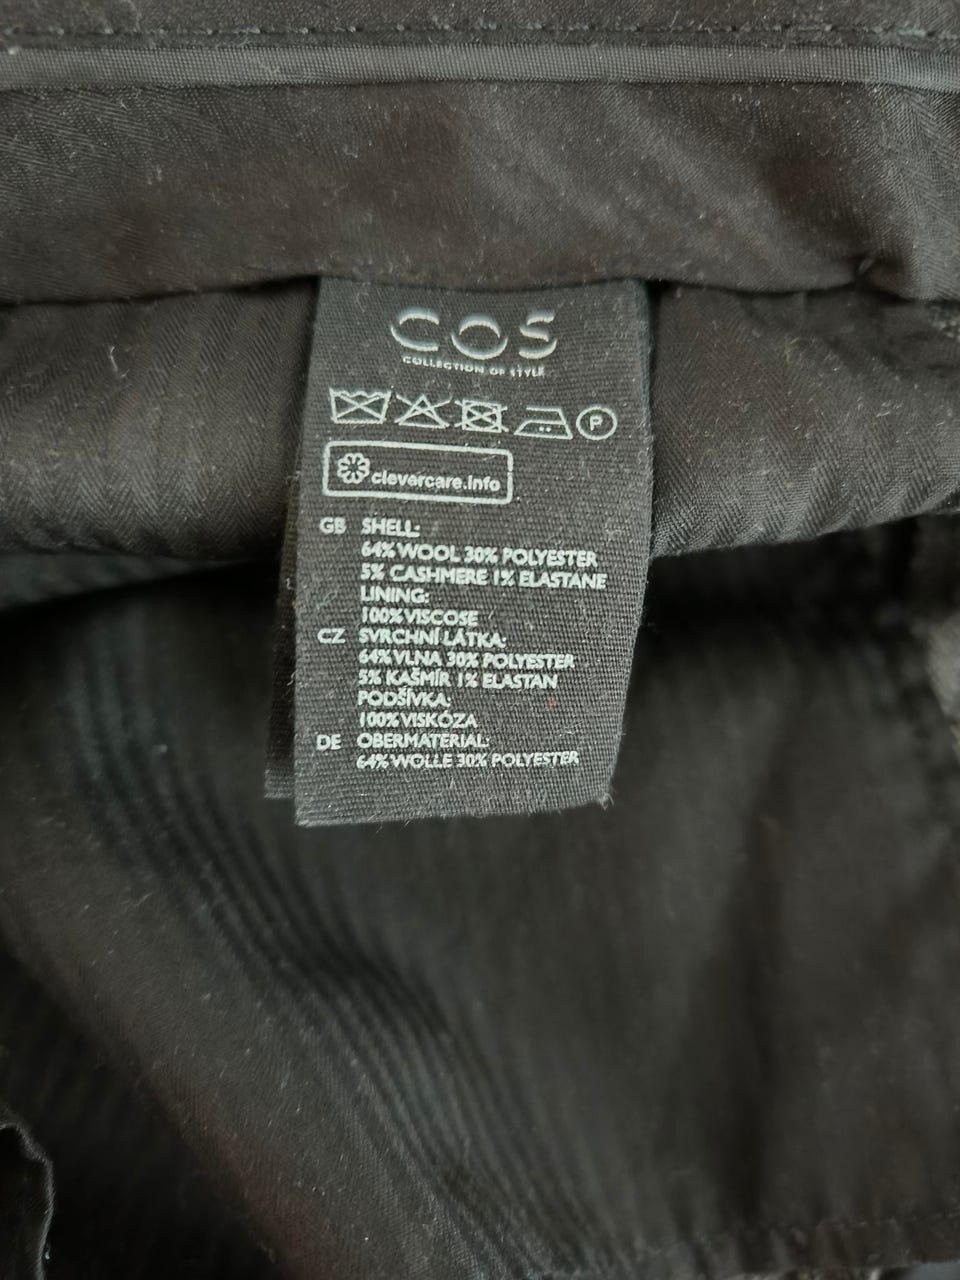 COS
COLLECTION OF STYLE
P
clevercare.info
GB SHELL:
64% WOOL 30% POLYESTER
5% CASHMERE 1% ELASTANE
LINING:
100% VISCOSE
CZ SVRCHNÍ LÁTKA:
64% VLNA 30% POLYESTER
5% KAŠMÍR 1% ELASTAN
PODŠÍVKA:
100% VISKÓZA
DE OBERMATERIAL:
64% WOLLE 30% POLYESTER